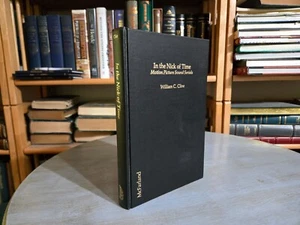 In the Nick of Time
Motion Picture Sound Serials
William C. Cline
McFarland
In the Nick of Time